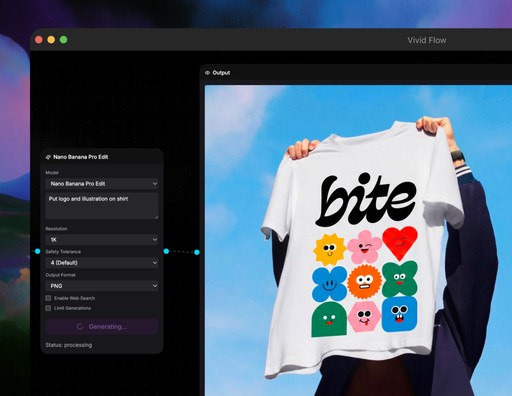 Vivid Flow
Output
Nano Banana Pro Edit
Model
Nano Banana Pro Edit
Put logo and illustration on shirt
Resolution
1K
Safety Tolerance
4 (Default)
Output Format
PNG
Enable Web Search
Limit Generations
Generating...
Status: processing
bite